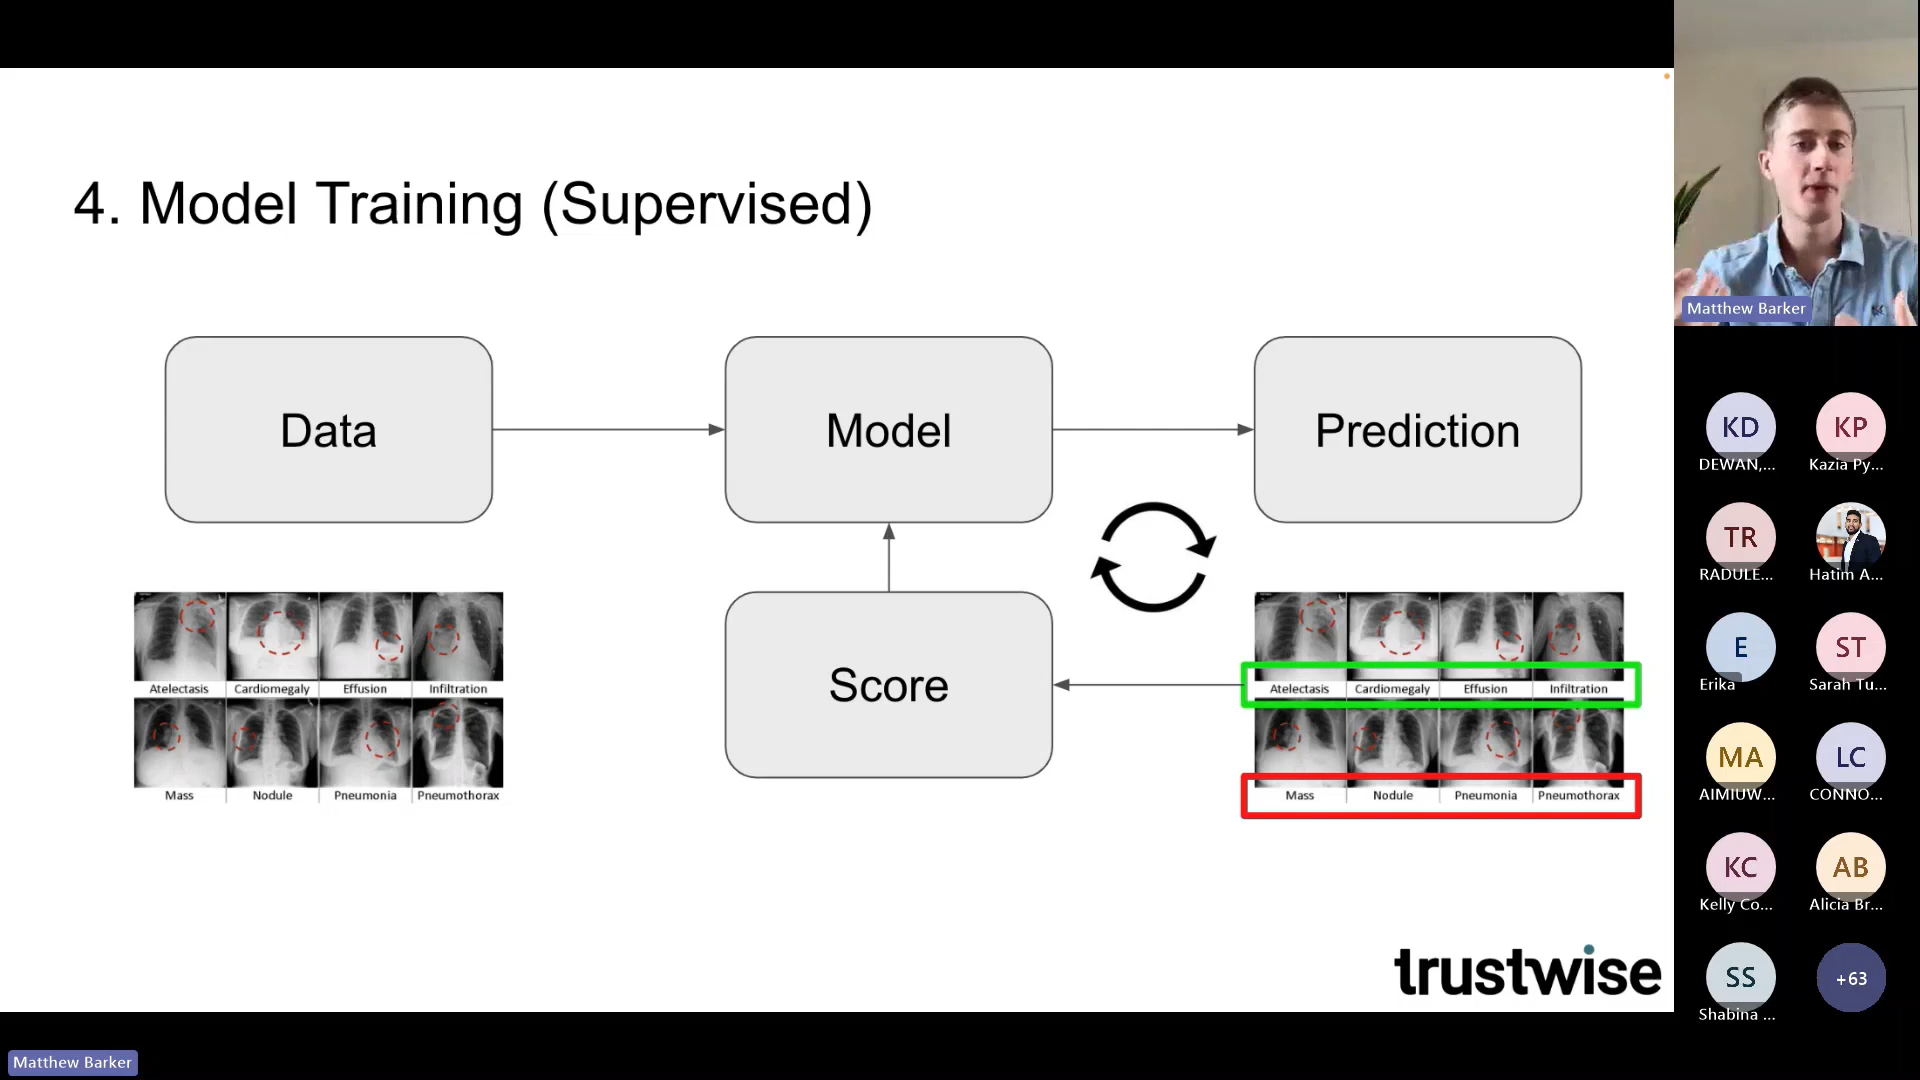 4. Model Training (Supervised)
Data
Model
Prediction
Score
Atelectasis
Cardiomegaly
Effusion
Infiltration
Mass
Nodule
Pneumonia
Pneumothorax
Atelectasis
Cardiomegaly
Effusion
Infiltration
Mass
Nodule
Pneumonia
Pneumothorax
trustwise
Matthew Barker
KD
DEWAN,...
KP
Kazia Py...
TR
RADULE...
Hatim A...
E
Erika
ST
Sarah Tu...
MA
AIMIUW...
LC
CONNO...
KC
Kelly Co...
AB
Alicia Br...
SS
Shabina ...
+63
Matthew Barker